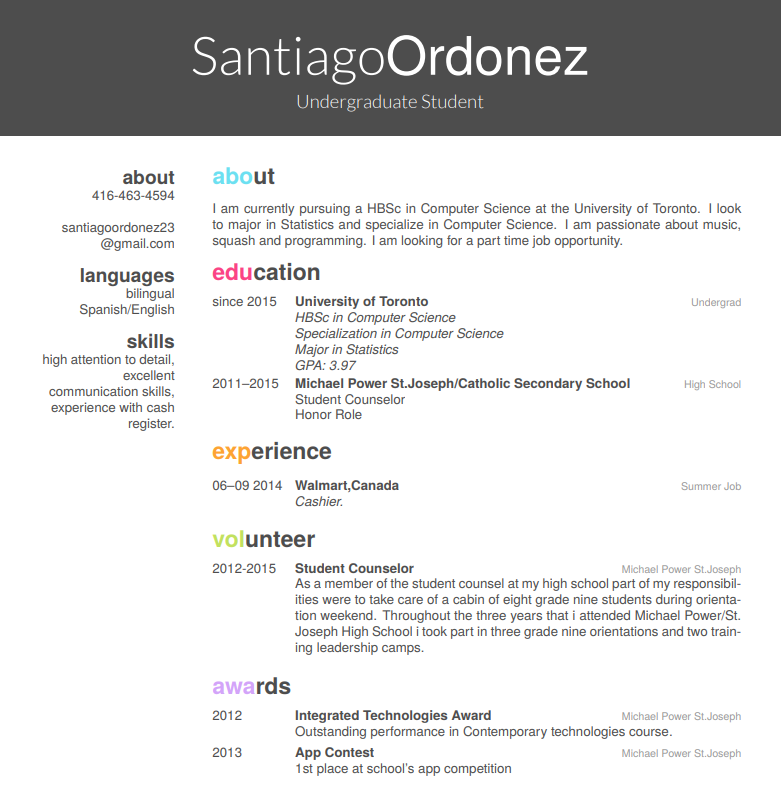 SantiagoOrdonez
Undergraduate Student
about
416-463-4594
santiagoordonez23
@gmail.com
languages
bilingual
Spanish/English
skills
high attention to detail,
excellent
communication skills,
experience with cash
register.
about
I am currently pursuing a HBSc in Computer Science at the University of Toronto. I look
to major in Statistics and specialize in Computer Science. I am passionate about music,
squash and programming. I am looking for a part time job opportunity.
education
since 2015 University of Toronto Undergrad
HBSc in Computer Science
Specialization in Computer Science
Major in Statistics
GPA: 3.97
2011–2015 Michael Power St.Joseph/Catholic Secondary School High School
Student Counselor
Honor Role
experience
06–09 2014 Walmart,Canada Summer Job
Cashier.
volunteer
2012-2015 Student Counselor Michael Power St.Joseph
As a member of the student counsel at my high school part of my responsibil-
ities were to take care of a cabin of eight grade nine students during orienta-
tion weekend. Throughout the three years that i attended Michael Power/St.
Joseph High School i took part in three grade nine orientations and two train-
ing leadership camps.
awards
2012 Integrated Technologies Award Michael Power St.Joseph
Outstanding performance in Contemporary technologies course.
2013 App Contest Michael Power St.Joseph
1st place at school's app competition